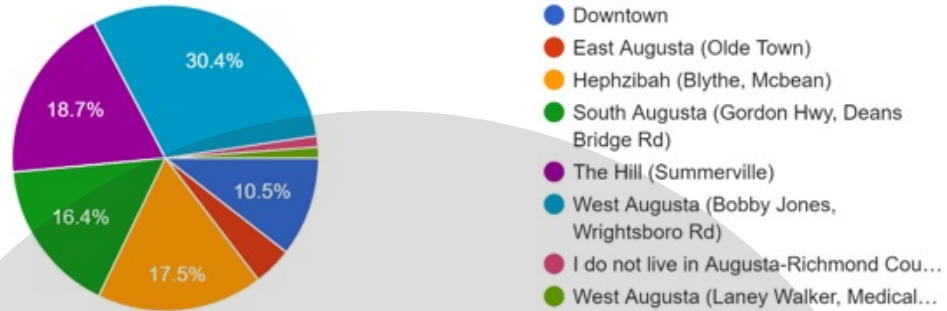 30.4%
18.7%
10.5%
16.4%
17.5%
Downtown
East Augusta (Olde Town)
Hephzibah (Blythe, Mcbean)
South Augusta (Gordon Hwy, Deans
Bridge Rd)
The Hill (Summerville)
West Augusta (Bobby Jones,
Wrightsboro Rd)
I do not live in Augusta-Richmond Cou…
West Augusta (Laney Walker, Medical…